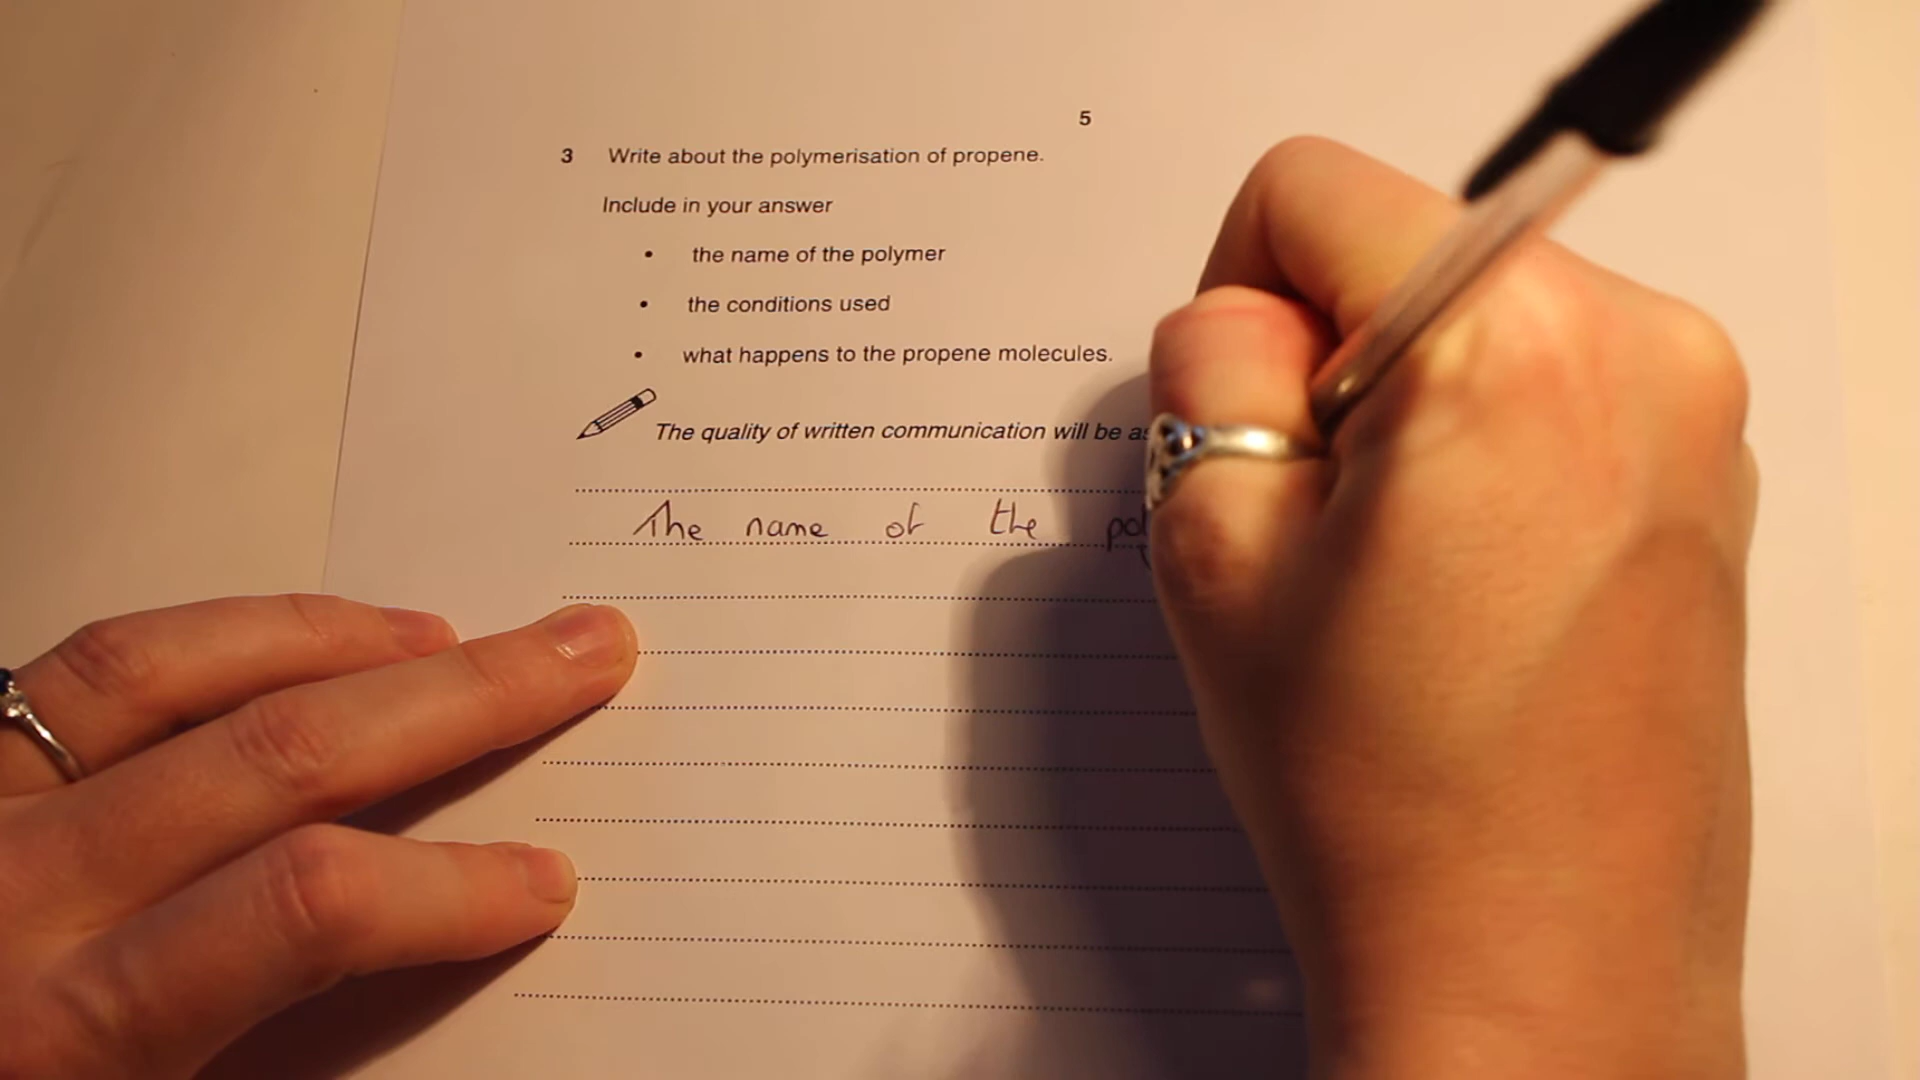 5
3 Write about the polymerisation of propene.
Include in your answer
• the name of the polymer
• the conditions used
• what happens to the propene molecules.
The quality of written communication will be
The name of the